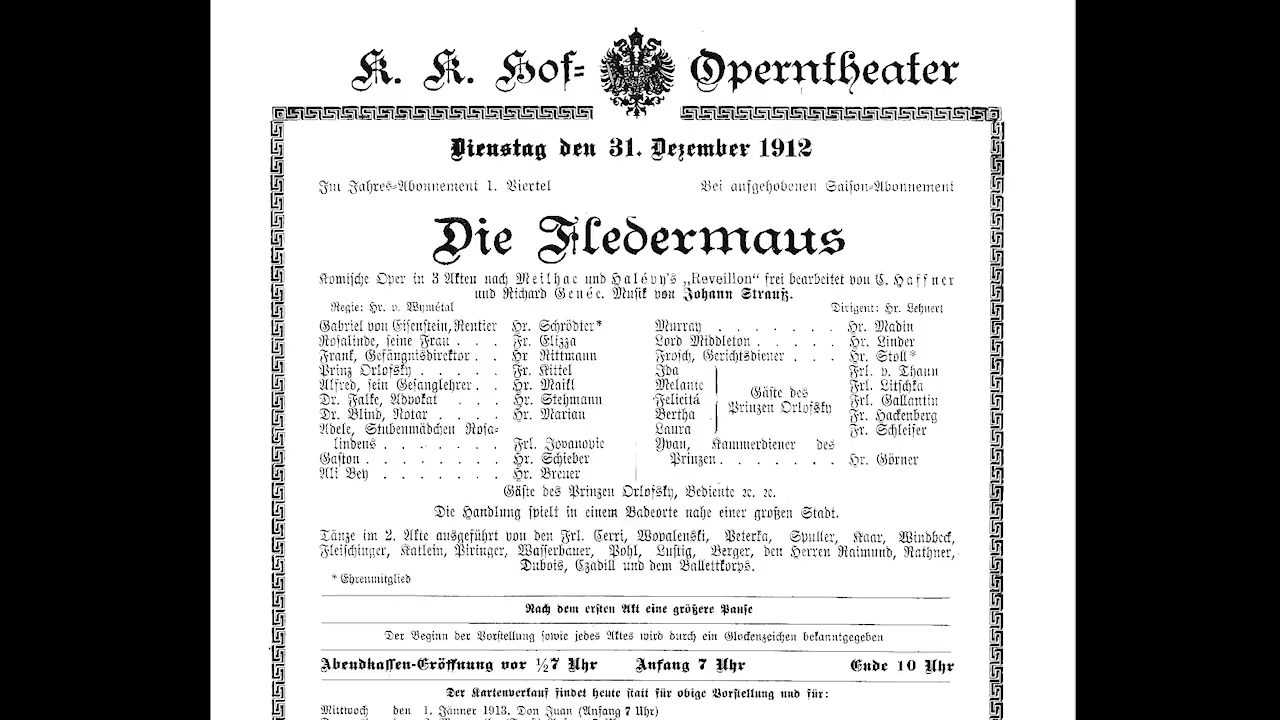 K. K. Hof= Operntheater
Dienstag den 31. Dezember 1912
Im Jahres=Abonnement 1. Viertel Bei aufgehobenen Saison=Abonnement
Die Fledermaus
Komische Oper in 3 Akten nach Meilhac und Halévy's „Reveillon“ frei bearbeitet von C. Haffner
und Richard Genée. Musik von Johann Strauß.
Regie: Hr. v. Wymétal Dirigent: Hr. Lehnert
Gabriel von Eisenstein, Rentier Hr. Schrödter* Murray . . . . . . . Hr. Madin
Rosalinde, seine Frau . . . Fr. Elizza Lord Middleton . . . . . Hr. Linder
Frank, Gefängnisdirektor . . Hr Rittmann Frosch, Gerichtsdiener . . . Hr. Stoll*
Prinz Orlofsky . . . . . Fr. Kittel Ida Frl. v. Thann
Alfred, sein Gesanglehrer . . Hr. Maikl Melanie Frl. Litschka
Dr. Falke, Advokat . . . Hr. Stehmann Felicitá Gäste des Prinzen Orlofsky Frl. Gallantin
Dr. Blind, Notar . . . . . Hr. Marian Bertha Fr. Hackenberg
Adele, Stubenmädchen Rosa= Laura Fr. Schleifer
lindens . . . . . . . Frl. Jovanovic Yvan, Kammerdiener des
Gaston . . . . . . . . Hr. Schieber Prinzen . . . . . . . Hr. Görner
Ali Bey . . . . . . . Hr. Breuer
Gäste des Prinzen Orlofsky, Bediente ꝛc. ꝛc.
Die Handlung spielt in einem Badeorte nahe einer großen Stadt.
Tänze im 2. Akte ausgeführt von den Frl. Cerri, Wopalenski, Peterka, Spuller, Kaar, Windbeck,
Fleischinger, Katlein, Piringer, Wasserbauer, Pohl, Lustig, Berger, den Herren Raimund, Rathner,
Dubois, Czadill und dem Ballettkorps.
* Ehrenmitglied
Nach dem ersten Akt eine größere Pause
Der Beginn der Vorstellung sowie jedes Aktes wird durch ein Glockenzeichen bekanntgegeben
Abendkassen=Eröffnung vor ½7 Uhr Anfang 7 Uhr Ende 10 Uhr
Der Kartenverkauf findet heute statt für obige Vorstellung und für:
Mittwoch den 1. Jänner 1913. Don Juan (Anfang 7 Uhr)